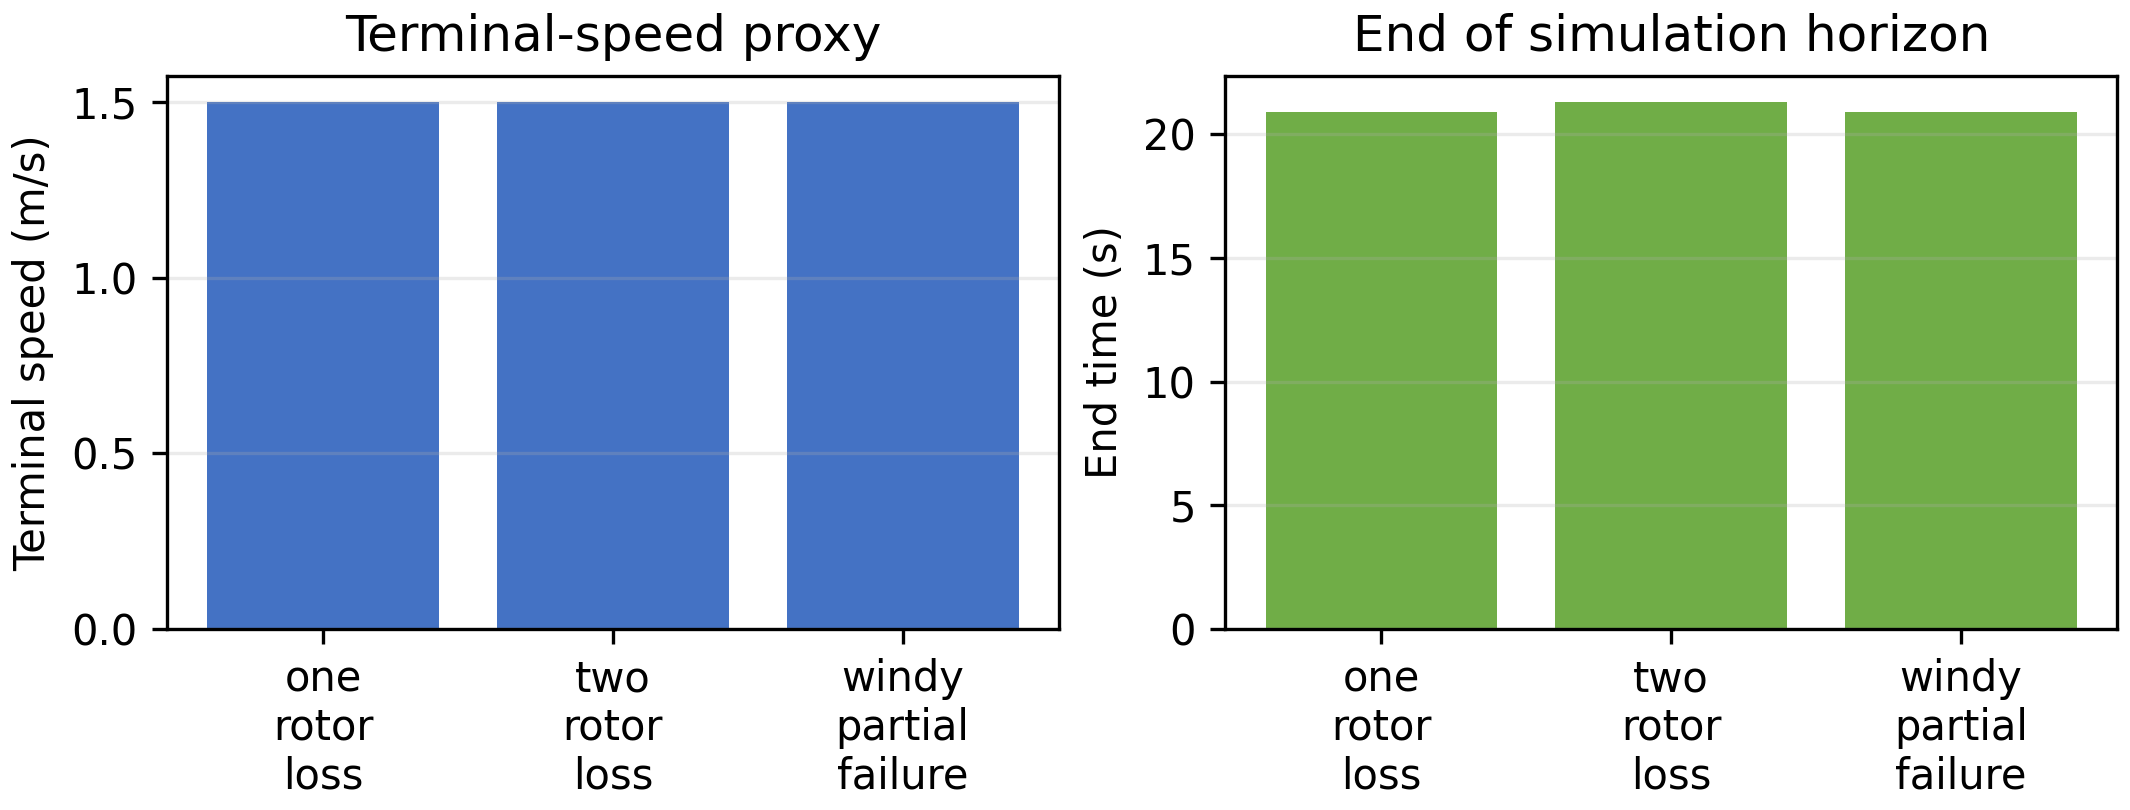 Terminal-speed proxy
Terminal speed (m/s)
1.5
1.0
0.5
0.0
one
rotor
loss
two
rotor
loss
windy
partial
failure
End of simulation horizon
End time (s)
20
15
10
5
0
one
rotor
loss
two
rotor
loss
windy
partial
failure